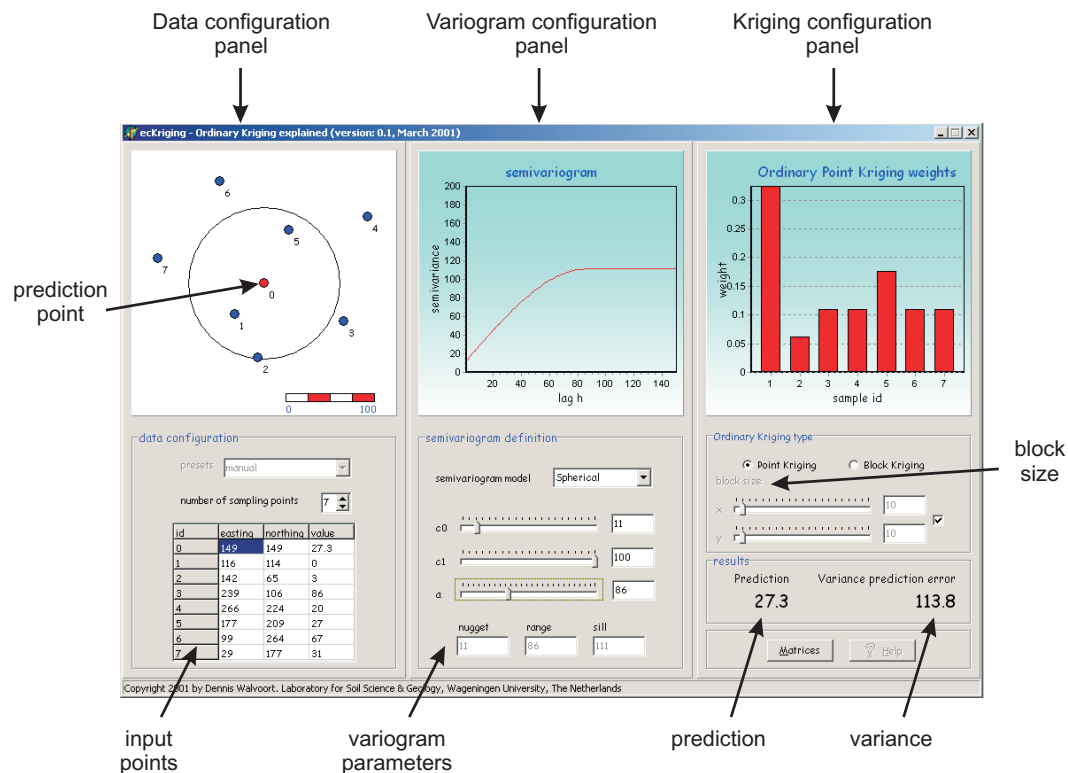 Data configuration
panel
Variogram configuration
panel
Kriging configuration
panel
ecKriging - Ordinary Kriging explained (version: 0.1, March 2001)
6
4
5
7
0
1
3
2
0 100
prediction
point
semivariogram
200
180
160
140
120
100
80
60
40
20
0
semivariance
20 40 60 80 100 120 140
lag h
Ordinary Point Kriging weights
0.3
0.25
0.2
0.15
0.1
0.05
0
weight
1 2 3 4 5 6 7
sample id
data configuration
presets manual
number of sampling points 7
id easting northing value
0 149 149 27.3
1 116 114 0
2 142 65 3
3 239 106 86
4 266 224 20
5 177 209 27
6 99 264 67
7 29 177 31
semivariogram definition
semivariogram model Spherical
c0 11
c1 100
a 86
nugget range sill
11 86 111
Ordinary Kriging type
Point Kriging Block Kriging
block size
x 10
y 10
block
size
results
Prediction Variance prediction error
27.3 113.8
Matrices ? Help
Copyright 2001 by Dennis Walvoort. Laboratory for Soil Science & Geology, Wageningen University, The Netherlands
input
points
variogram
parameters
prediction
variance